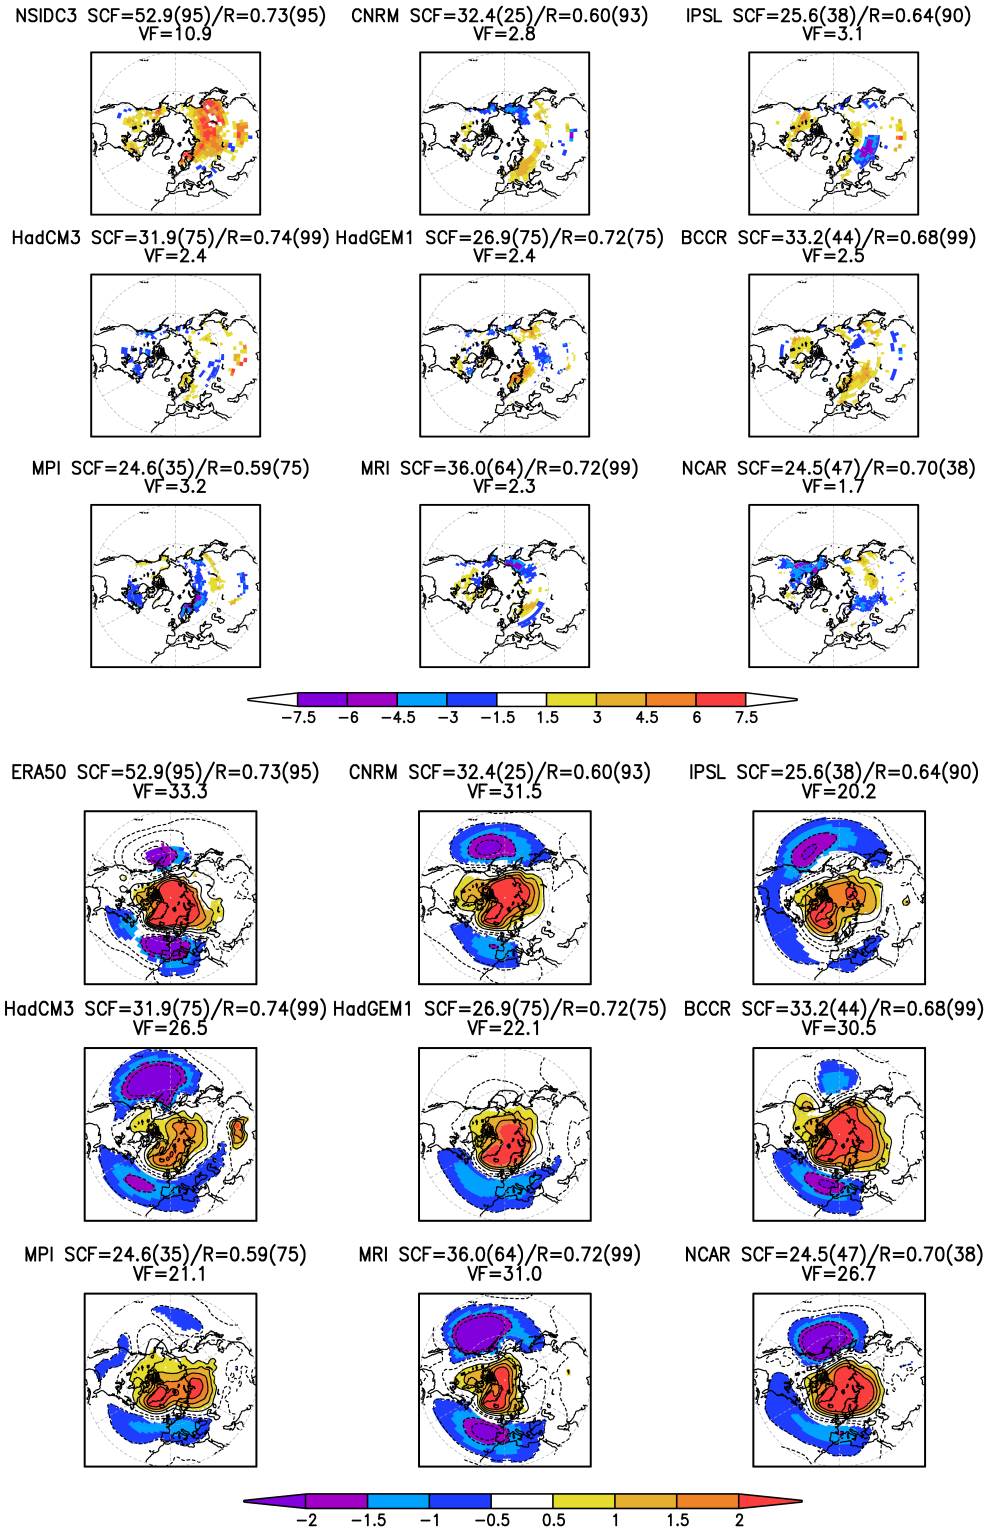 NSIDC3 SCF=52.9(95)/R=0.73(95) CNRM SCF=32.4(25)/R=0.60(93) IPSL SCF=25.6(38)/R=0.64(90)
VF=10.9 VF=2.8 VF=3.1
HadCM3 SCF=31.9(75)/R=0.74(99) HadGEM1 SCF=26.9(75)/R=0.72(75) BCCR SCF=33.2(44)/R=0.68(99)
VF=2.4 VF=2.4 VF=2.5
MPI SCF=24.6(35)/R=0.59(75) MRI SCF=36.0(64)/R=0.72(99) NCAR SCF=24.5(47)/R=0.70(38)
VF=3.2 VF=2.3 VF=1.7
-7.5 -6 -4.5 -3 -1.5 1.5 3 4.5 6 7.5
ERA50 SCF=52.9(95)/R=0.73(95) CNRM SCF=32.4(25)/R=0.60(93) IPSL SCF=25.6(38)/R=0.64(90)
VF=33.3 VF=31.5 VF=20.2
HadCM3 SCF=31.9(75)/R=0.74(99) HadGEM1 SCF=26.9(75)/R=0.72(75) BCCR SCF=33.2(44)/R=0.68(99)
VF=26.5 VF=22.1 VF=30.5
MPI SCF=24.6(35)/R=0.59(75) MRI SCF=36.0(64)/R=0.72(99) NCAR SCF=24.5(47)/R=0.70(38)
VF=21.1 VF=31.0 VF=26.7
-2 -1.5 -1 -0.5 0.5 1 1.5 2